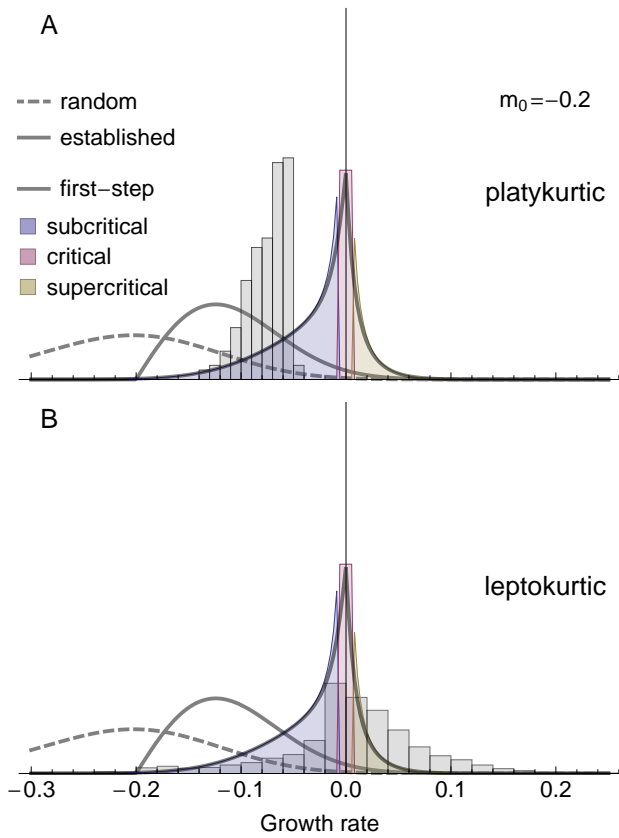 A
random
m₀=−0.2
established
first−step
platykurtic
subcritical
critical
supercritical
B
leptokurtic
−0.3 −0.2 −0.1 0.0 0.1 0.2
Growth rate